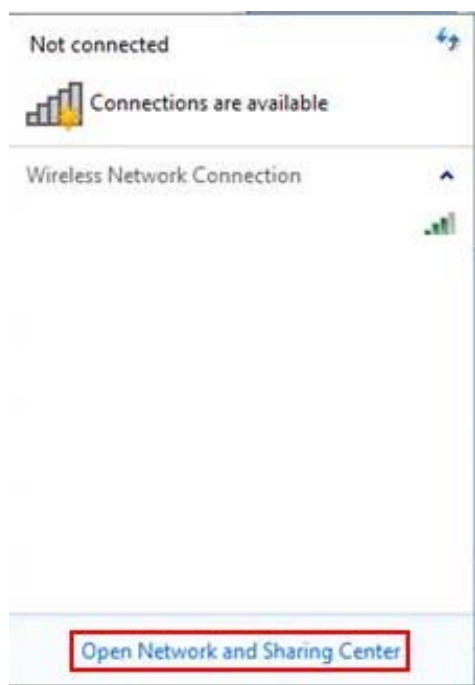 Not connected
Connections are available
Wireless Network Connection
Open Network and Sharing Center